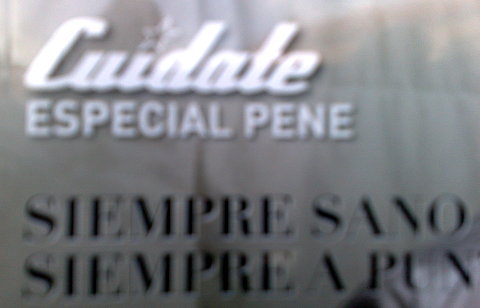 Cuidate
ESPECIAL PENE
SIEMPRE SANO
SIEMPRE A